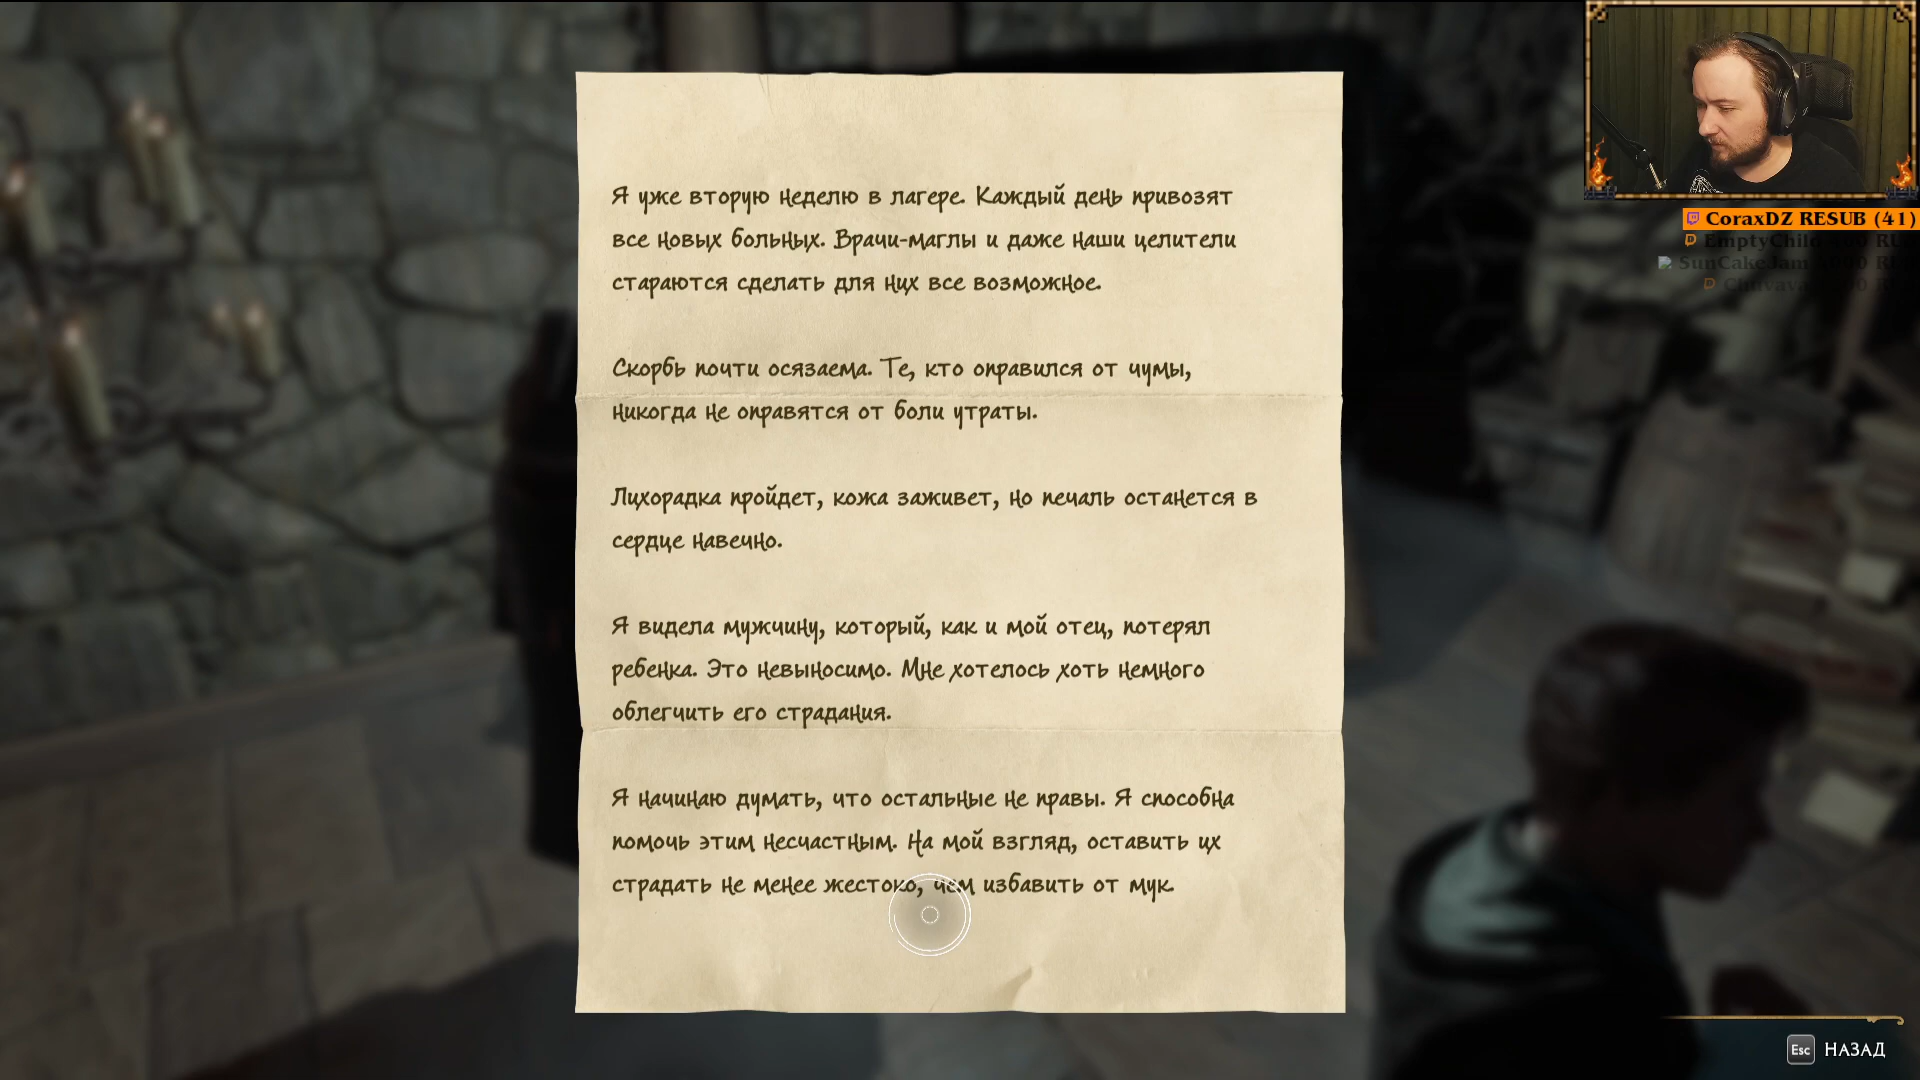 Я уже вторую неделю в лагере. Каждый день привозят
все новых больных. Врачи-маглы и даже наши целители
стараются сделать для них все возможное.
Скорбь почти осязаема. Те, кто оправился от чумы,
никогда не оправятся от боли утраты.
Лихорадка пройдет, кожа заживет, но печаль останется в
сердце навечно.
Я видела мужчину, который, как и мой отец, потерял
ребенка. Это невыносимо. Мне хотелось хоть немного
облегчить его страдания.
Я начинаю думать, что остальные не правы. Я способна
помочь этим несчастным. На мой взгляд, оставить их
страдать не менее жестоко, чем избавить от мук.
CoraxDZ RESUB (41)
EmptyChild
SunCakeJam
Esc НАЗАД